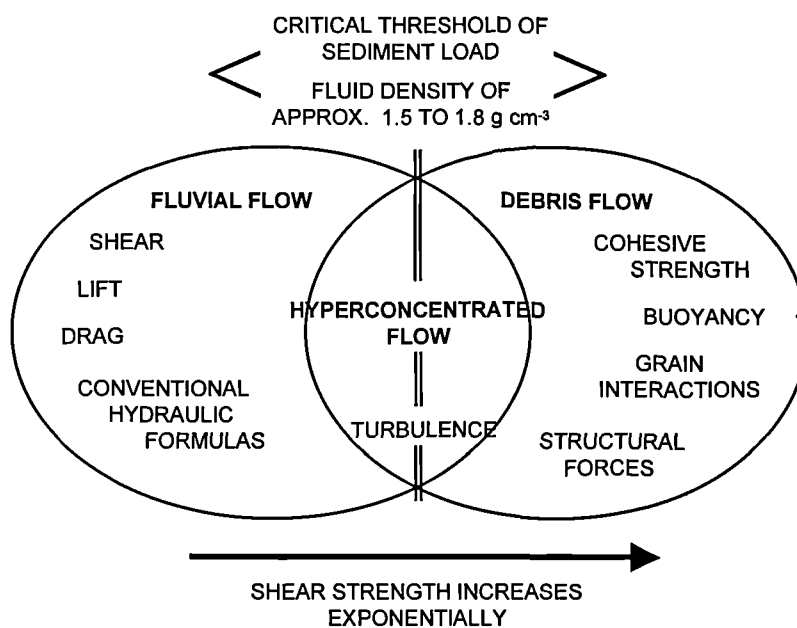 CRITICAL THRESHOLD OF
SEDIMENT LOAD
FLUID DENSITY OF
APPROX. 1.5 TO 1.8 g cm⁻³
FLUVIAL FLOW
SHEAR
LIFT
DRAG
CONVENTIONAL
HYDRAULIC
FORMULAS
HYPERCONCENTRATED
FLOW
TURBULENCE
DEBRIS FLOW
COHESIVE
STRENGTH
BUOYANCY
GRAIN
INTERACTIONS
STRUCTURAL
FORCES
SHEAR STRENGTH INCREASES
EXPONENTIALLY